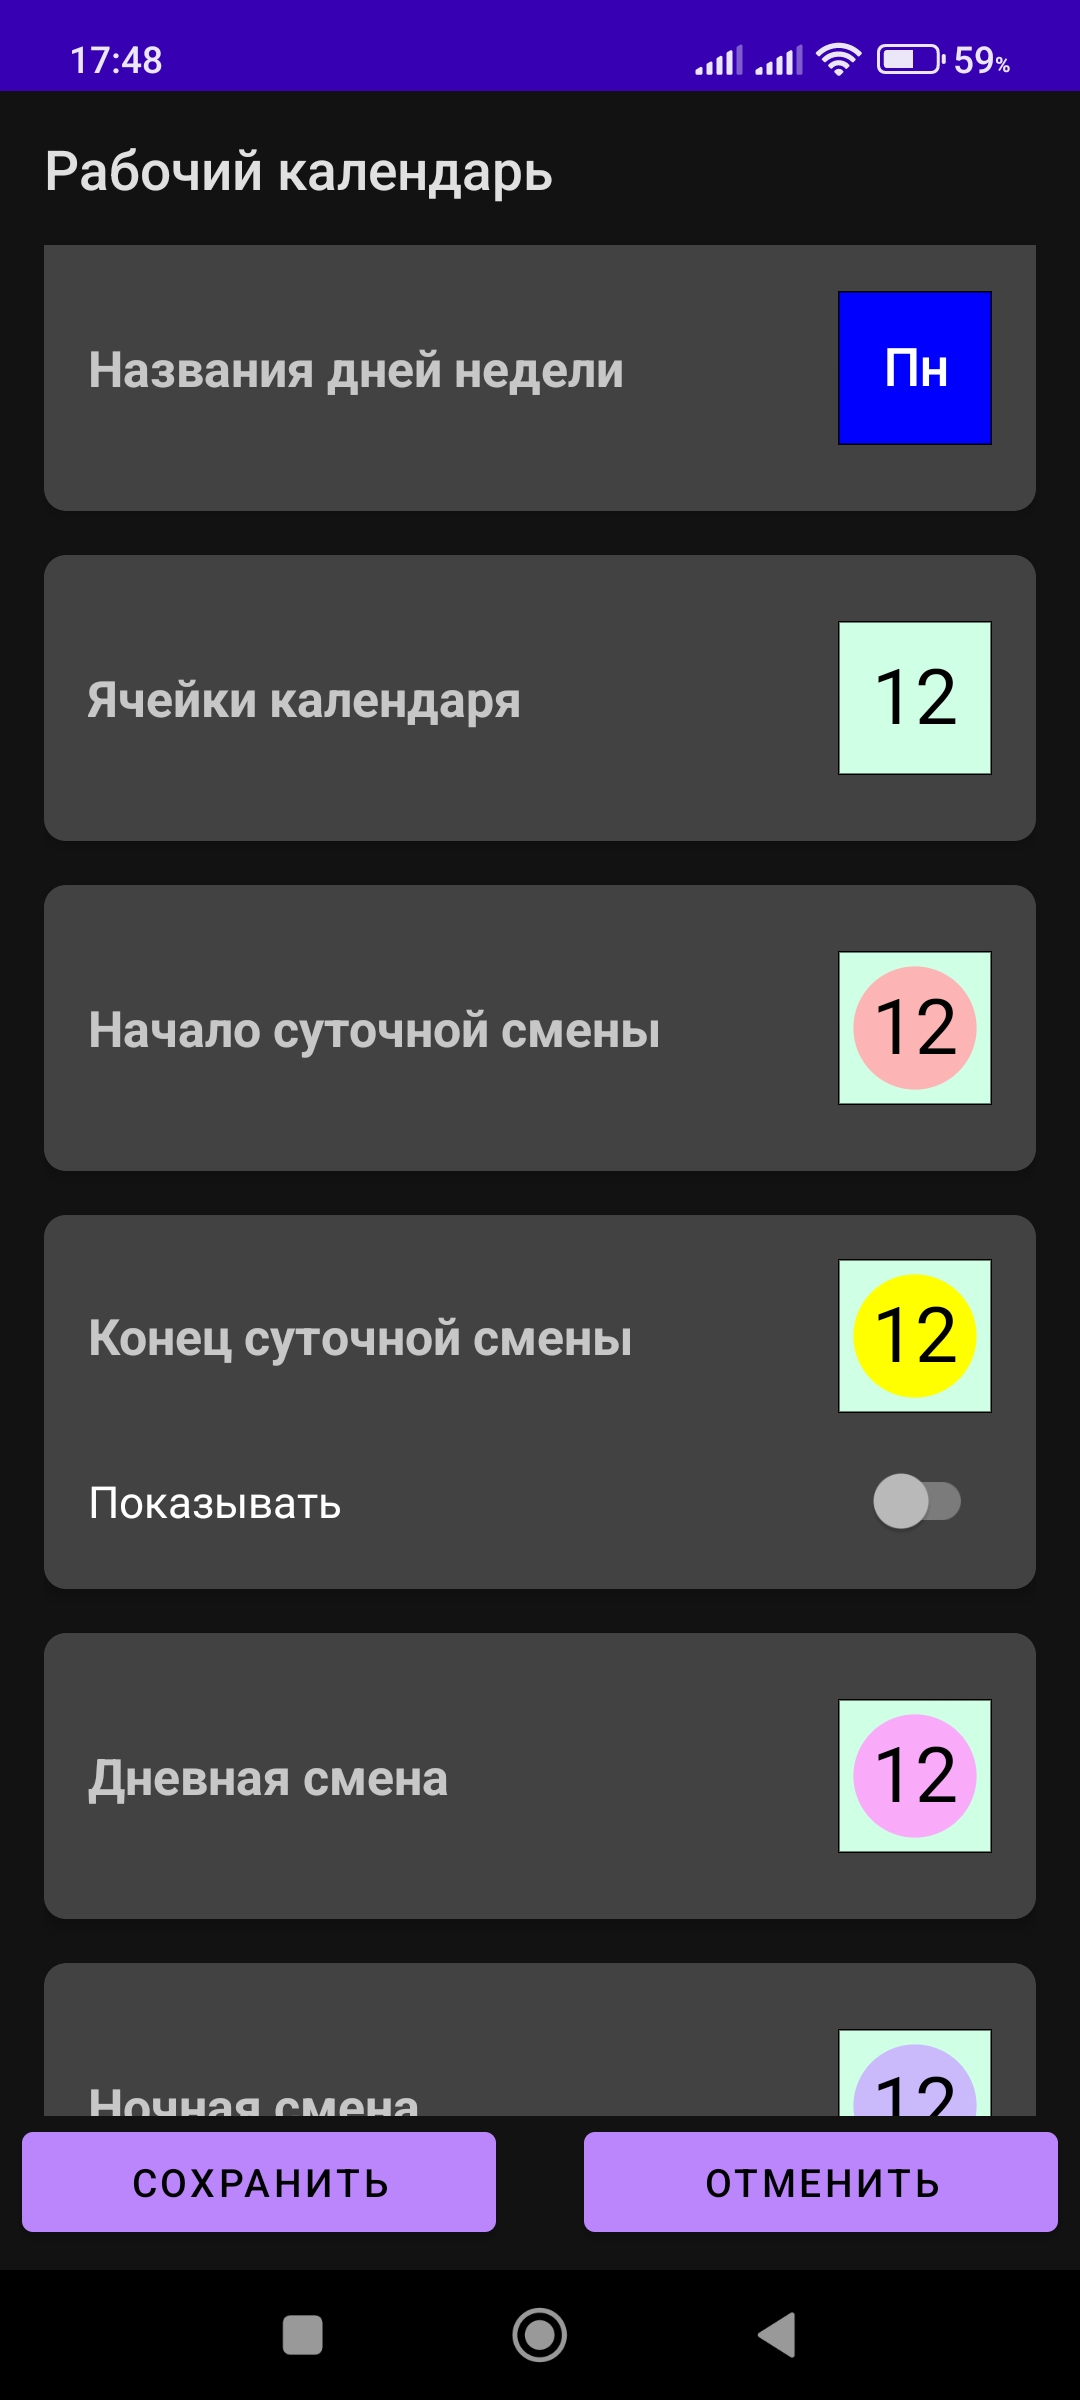 17:48
59%
Рабочий календарь
Названия дней недели
Пн
Ячейки календаря
12
Начало суточной смены
12
Конец суточной смены
12
Показывать
Дневная смена
12
Ночная смена
12
СОХРАНИТЬ
ОТМЕНИТЬ